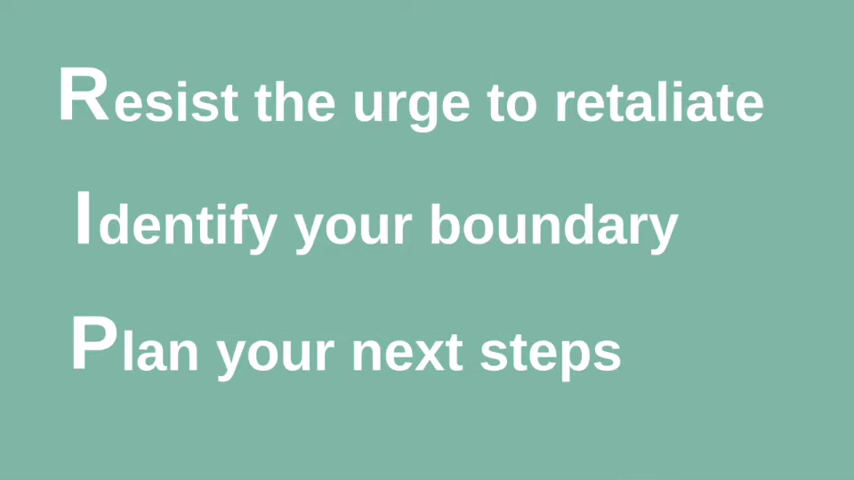 Resist the urge to retaliate
Identify your boundary
Plan your next steps